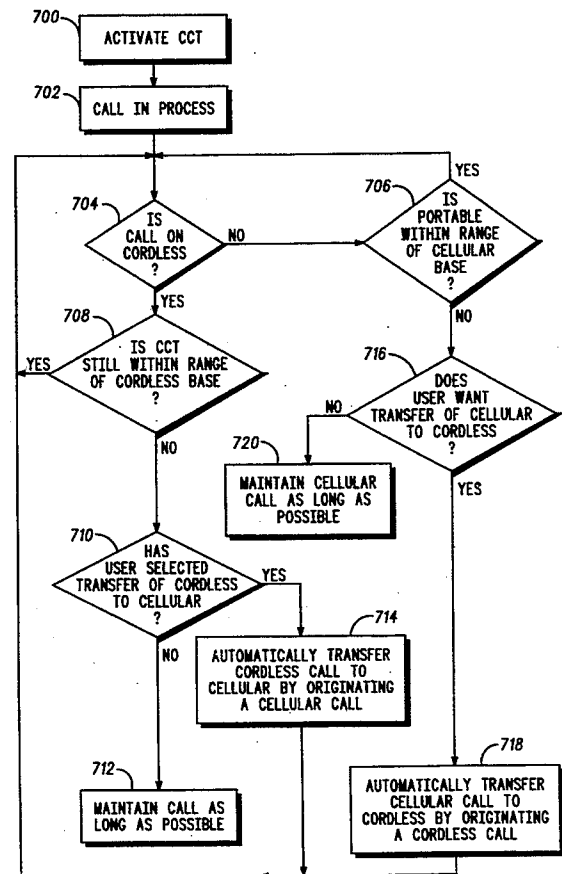 700
ACTIVATE CCT
702
CALL IN PROCESS
YES
704
IS
CALL ON
CORDLESS
?
NO
706
IS
PORTABLE
WITHIN RANGE
OF CELLULAR
BASE
?
YES
NO
708
IS CCT
STILL WITHIN RANGE
OF CORDLESS BASE
?
YES
NO
716
DOES
USER WANT
TRANSFER OF CELLULAR
TO CORDLESS
?
NO
YES
720
MAINTAIN CELLULAR
CALL AS LONG AS
POSSIBLE
710
HAS
USER SELECTED
TRANSFER OF CORDLESS
TO CELLULAR
?
YES
NO
714
AUTOMATICALLY TRANSFER
CORDLESS CALL TO
CELLULAR BY ORIGINATING
A CELLULAR CALL
712
MAINTAIN CALL AS
LONG AS POSSIBLE
718
AUTOMATICALLY TRANSFER
CELLULAR CALL TO
CORDLESS BY ORIGINATING
A CORDLESS CALL